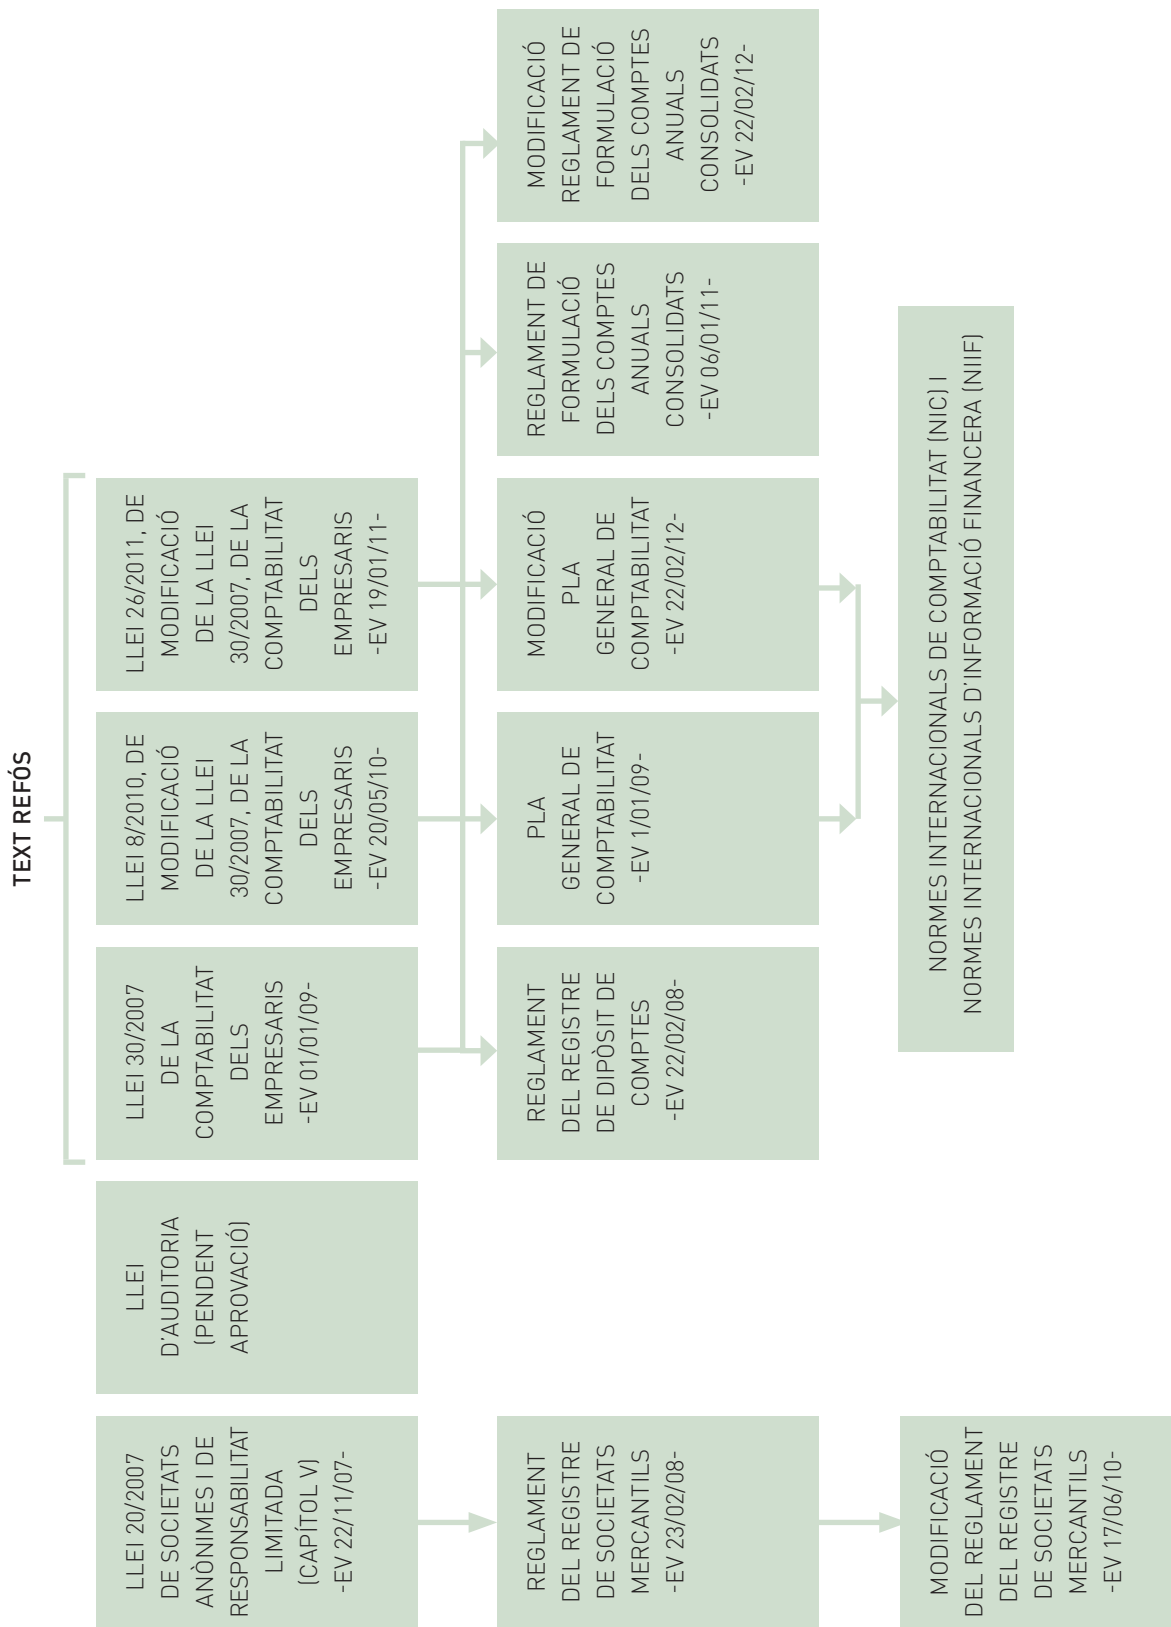 TEXT REFÓS
LLEI 20/2007
DE SOCIETATS
ANÒNIMES I DE
RESPONSABILITAT
LIMITADA
(CAPÍTOL V)
-EV 22/11/07-
LLEI
D'AUDITORIA
(PENDENT
APROVACIÓ)
LLEI 30/2007
DE LA
COMPTABILITAT
DELS
EMPRESARIS
-EV 01/01/09-
LLEI 8/2010, DE
MODIFICACIÓ
DE LA LLEI
30/2007, DE LA
COMPTABILITAT
DELS
EMPRESARIS
-EV 20/05/10-
LLEI 26/2011, DE
MODIFICACIÓ
DE LA LLEI
30/2007, DE LA
COMPTABILITAT
DELS
EMPRESARIS
-EV 19/01/11-
REGLAMENT
DEL REGISTRE
DE SOCIETATS
MERCANTILS
-EV 23/02/08-
REGLAMENT
DEL REGISTRE
DE DIPÒSIT DE
COMPTES
-EV 22/02/08-
PLA
GENERAL DE
COMPTABILITAT
-EV 1/01/09-
MODIFICACIÓ
PLA
GENERAL DE
COMPTABILITAT
-EV 22/02/12-
REGLAMENT DE
FORMULACIÓ
DELS COMPTES
ANUALS
CONSOLIDATS
-EV 06/01/11-
MODIFICACIÓ
REGLAMENT DE
FORMULACIÓ
DELS COMPTES
ANUALS
CONSOLIDATS
-EV 22/02/12-
MODIFICACIÓ
DEL REGLAMENT
DEL REGISTRE
DE SOCIETATS
MERCANTILS
-EV 17/06/10-
NORMES INTERNACIONALS DE COMPTABILITAT (NIC) I
NORMES INTERNACIONALS D'INFORMACIÓ FINANCERA (NIIF)